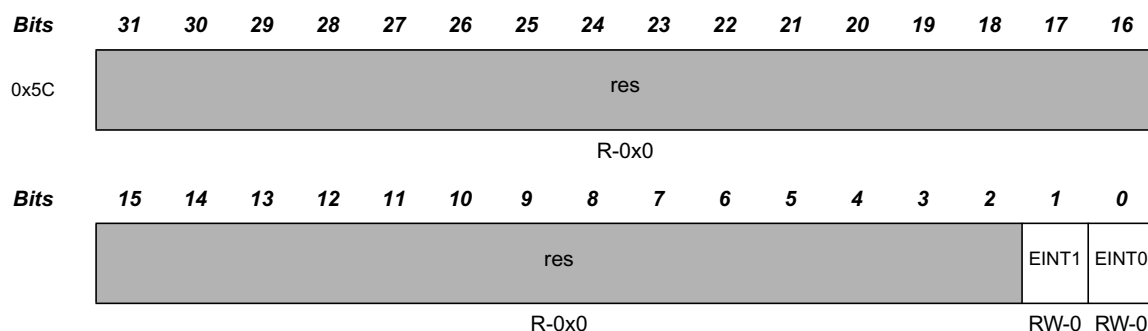 Bits 31 30 29 28 27 26 25 24 23 22 21 20 19 18 17 16
0x5C res
R-0x0
Bits 15 14 13 12 11 10 9 8 7 6 5 4 3 2 1 0
res EINT1 EINT0
R-0x0 RW-0 RW-0